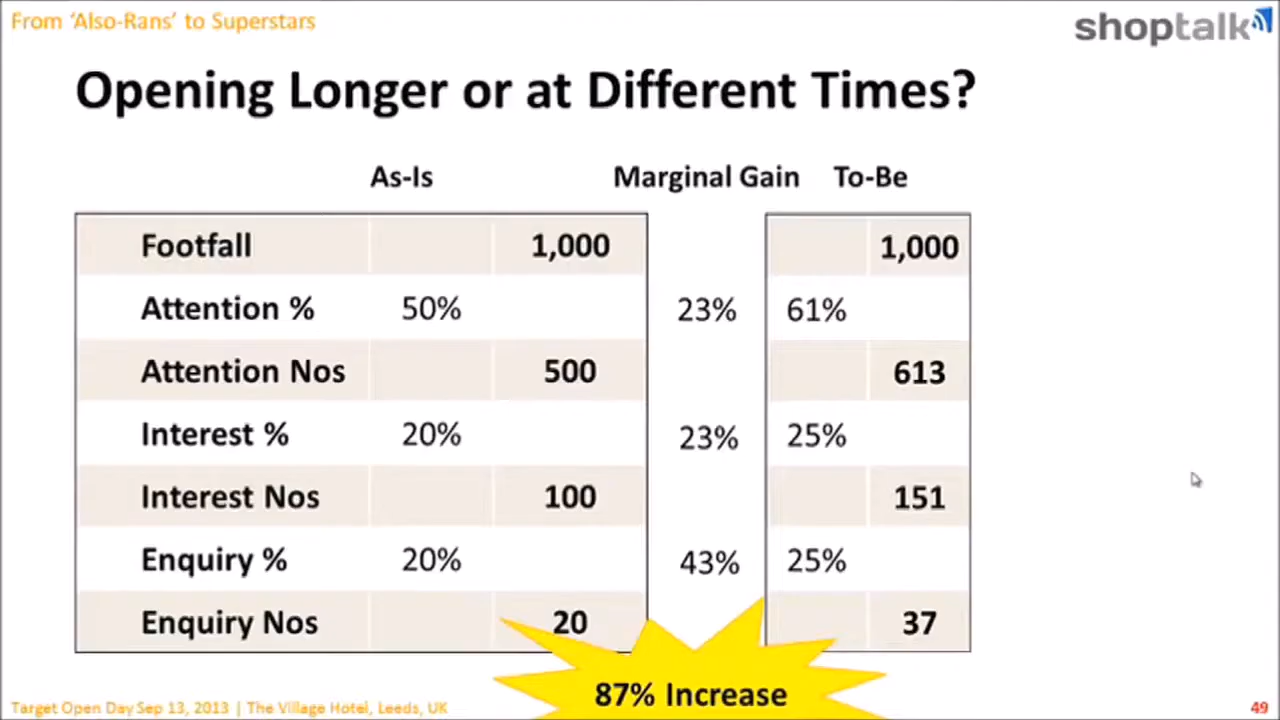 From ‘Also-Rans’ to Superstars
shoptalk
Opening Longer or at Different Times?
As-Is Marginal Gain To-Be
Footfall 1,000 1,000
Attention % 50% 23% 61%
Attention Nos 500 613
Interest % 20% 23% 25%
Interest Nos 100 151
Enquiry % 20% 43% 25%
Enquiry Nos 20 37
87% Increase
Target Open Day Sep 13, 2013 | The Village Hotel, Leeds, UK
49